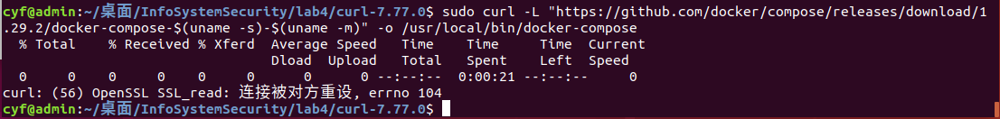 cyf@admin:~/桌面/InfoSystemSecurity/lab4/curl-7.77.0$ sudo curl -L "https://github.com/docker/compose/releases/download/1
.29.2/docker-compose-$(uname -s)-$(uname -m)" -o /usr/local/bin/docker-compose
  % Total    % Received % Xferd  Average Speed   Time    Time     Time  Current
                                 Dload  Upload   Total   Spent    Left  Speed
  0     0    0     0    0     0      0      0 --:--:--  0:00:21 --:--:--     0
curl: (56) OpenSSL SSL_read: 连接被对方重设, errno 104
cyf@admin:~/桌面/InfoSystemSecurity/lab4/curl-7.77.0$